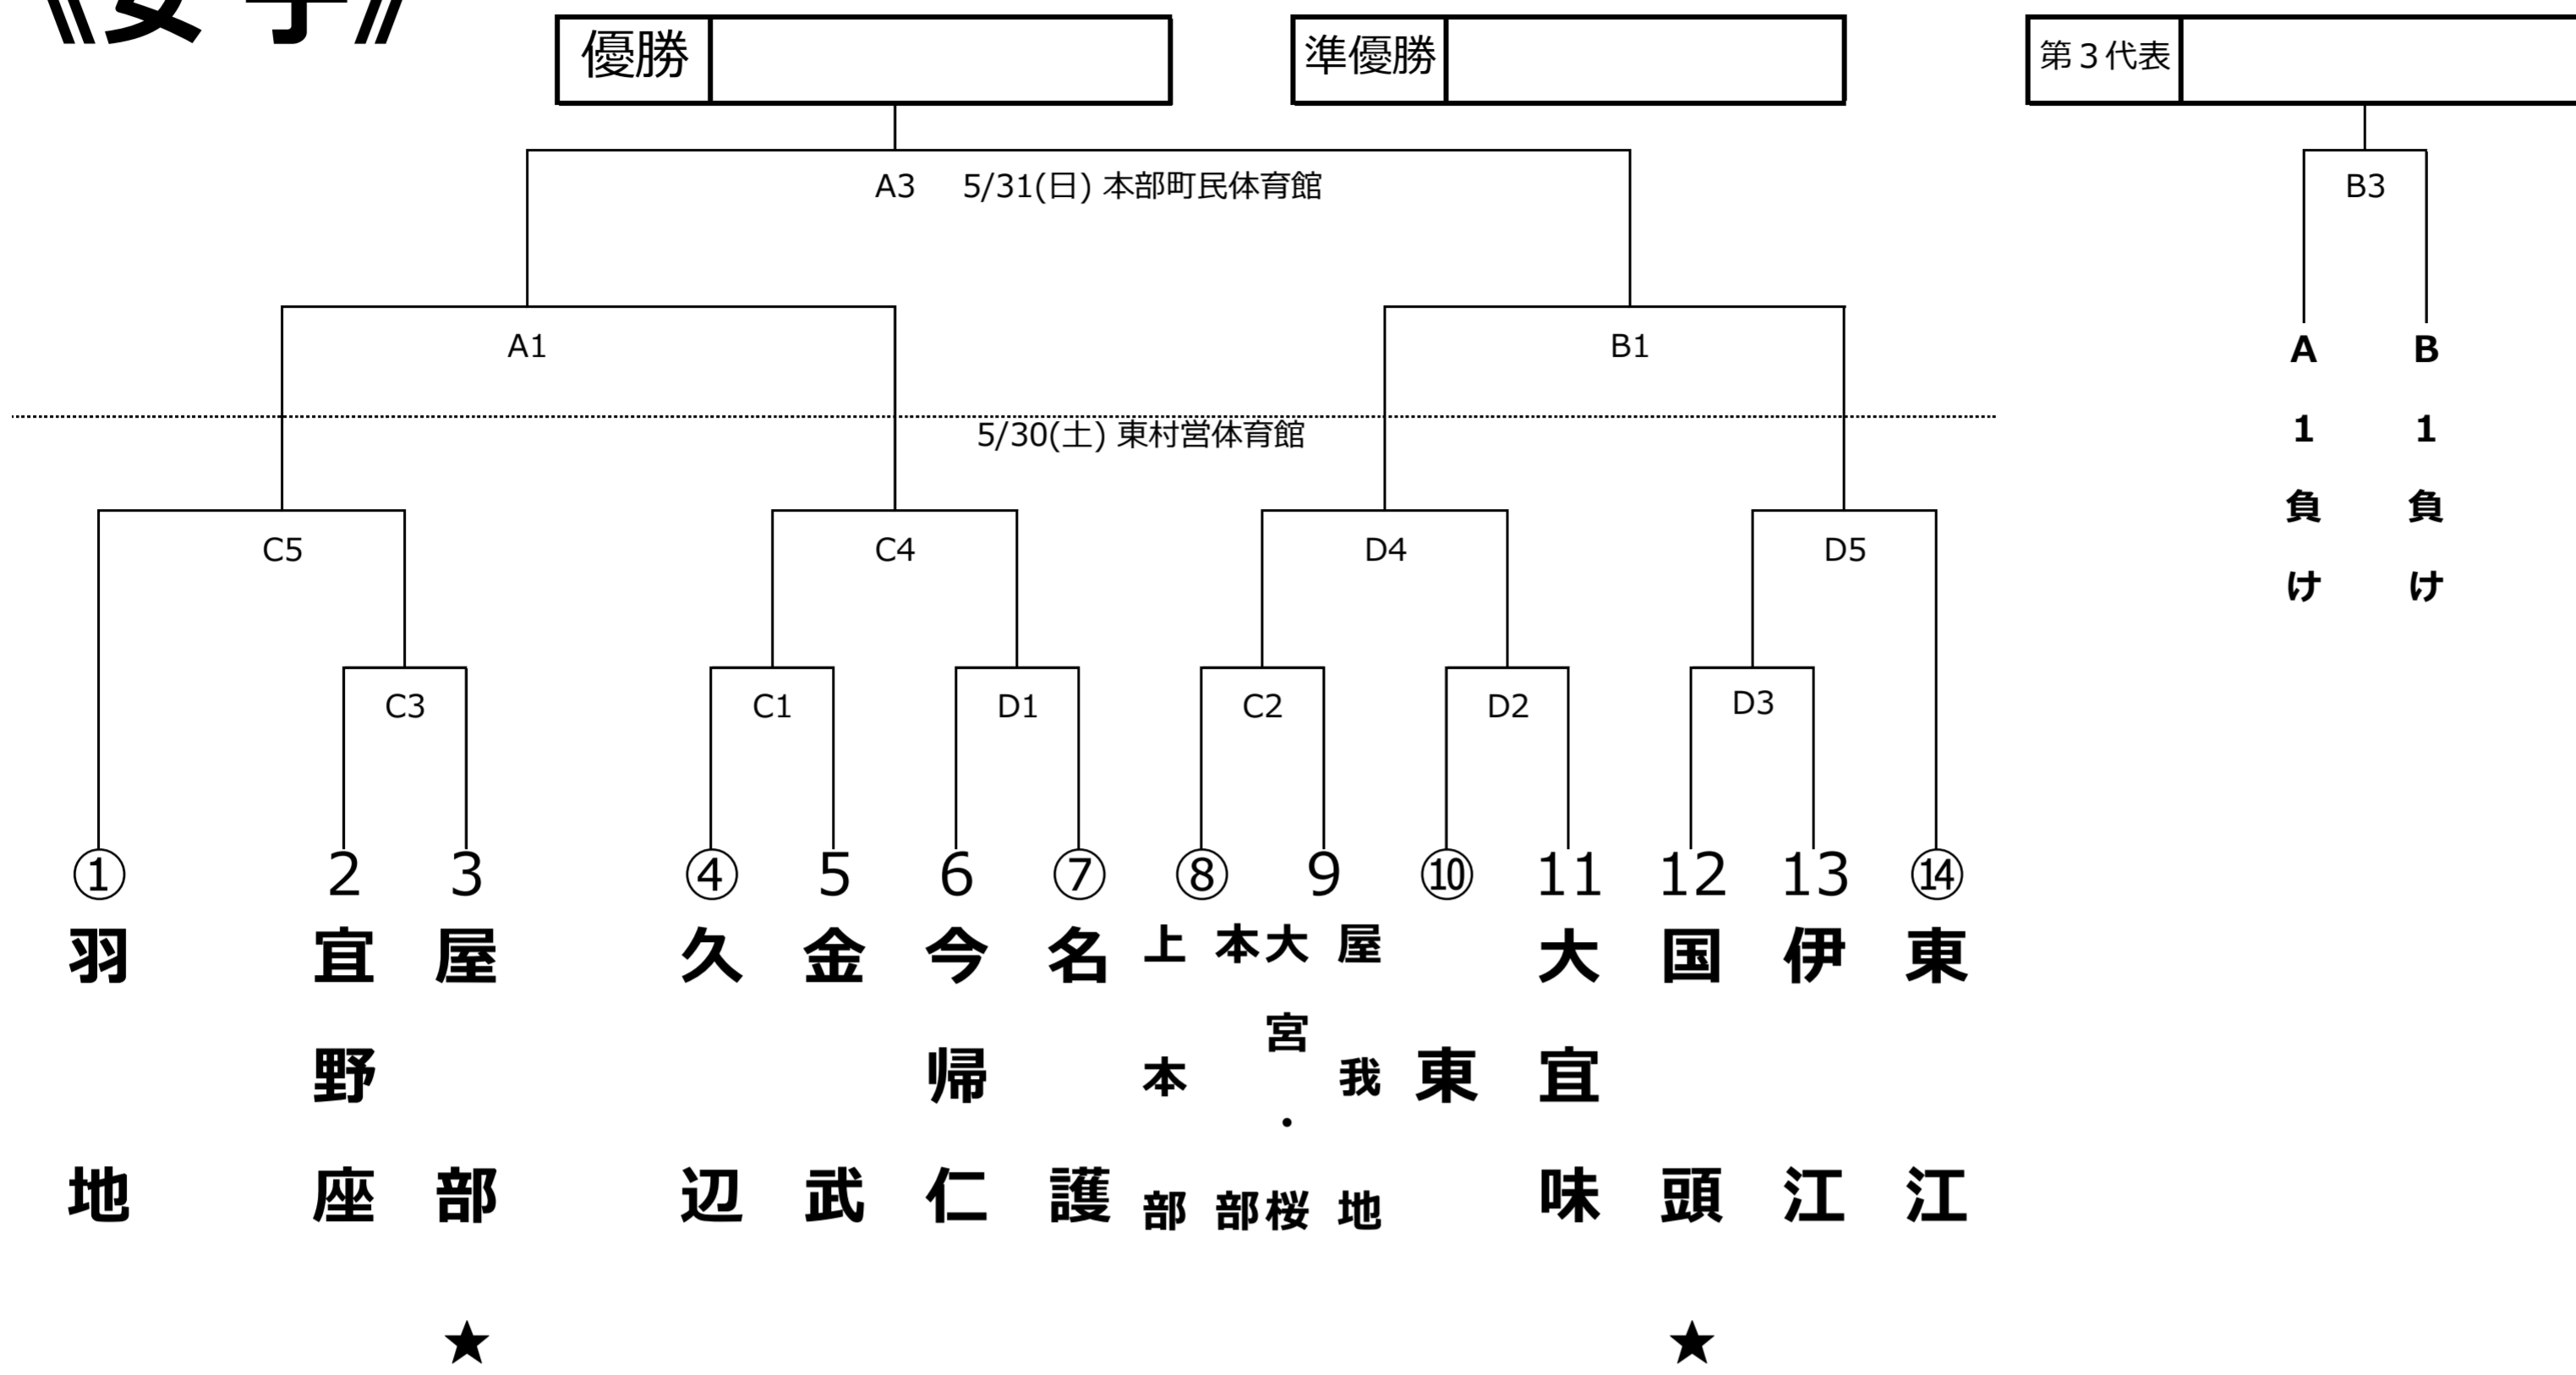 《女子》
優勝
準優勝
第３代表
A3 5/31(日) 本部町民体育館
B3
A1
B1
A1負け
B1負け
5/30(土) 東村営体育館
C5
C4
D4
D5
C3
C1
D1
C2
D2
D3
① 2 3 ④ 5 6 ⑦ ⑧ 9 ⑩ 11 12 13 ⑭
羽地
宜野座
屋部
久辺
金武
今帰仁
名護
上本部
本部
大宮・桜
屋我地
東
大宜味
国頭
伊江
東江
★ ★